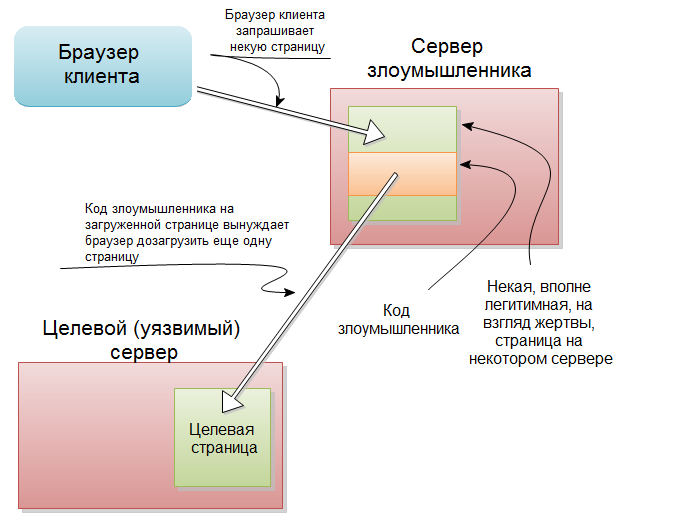 Браузер клиента
запрашивает
некую страницу
Браузер
клиента
Сервер
злоумышленника
Код злоумышленника на
загруженной странице вынуждает
браузер дозагрузить еще одну
страницу
Код
злоумышленника
Некая, вполне
легитимная, на
взгляд жертвы,
страница на
некотором сервере
Целевой (уязвимый)
сервер
Целевая
страница